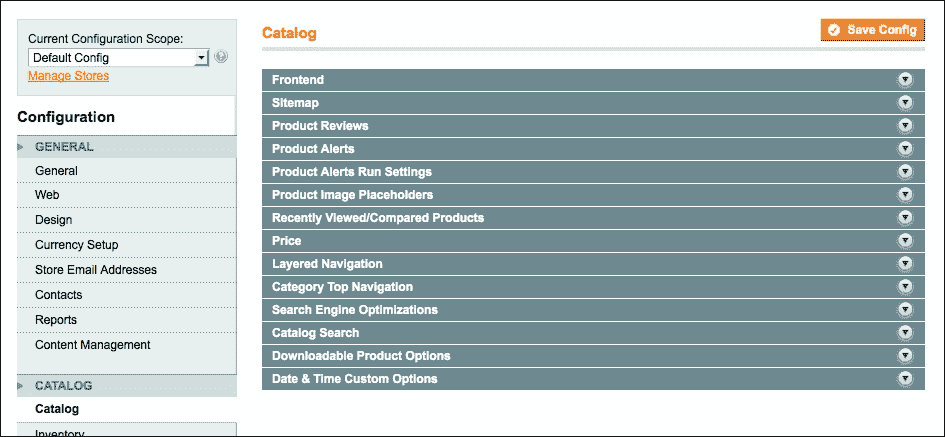 Current Configuration Scope:
Default Config
Manage Stores
Configuration
GENERAL
General
Web
Design
Currency Setup
Store Email Addresses
Contacts
Reports
Content Management
CATALOG
Catalog
Inventory
Catalog
Save Config
Frontend
Sitemap
Product Reviews
Product Alerts
Product Alerts Run Settings
Product Image Placeholders
Recently Viewed/Compared Products
Price
Layered Navigation
Category Top Navigation
Search Engine Optimizations
Catalog Search
Downloadable Product Options
Date & Time Custom Options